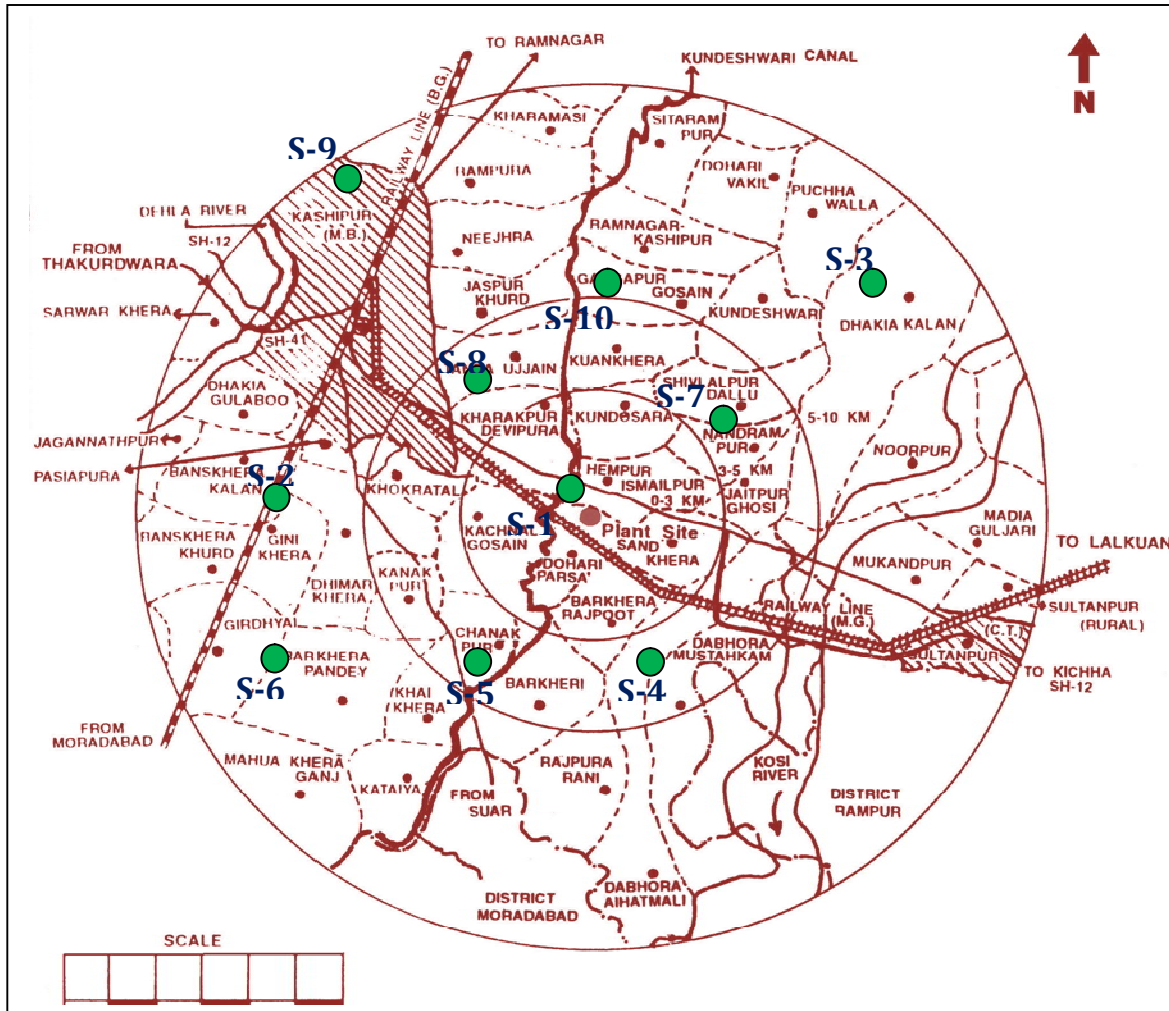 TO RAMNAGAR
KUNDESHWARI CANAL
N
RAILWAY LINE (B.G.)
KHARAMASI
SITARAM
PUR
S-9
DOHARI
VAKIL
RAMPURA
PUCHHA
WALLA
DEHLA RIVER
KASHIPUR
(M.B.)
SH-12
RAMNAGAR-
KASHIPUR
NEEJHRA
FROM
THAKURDWARA
S-3
JASPUR
KHURD
GOSAIN
KUNDESHWARI
SARWAR KHERA
S-10
DHAKIA KALAN
SH-41
S-8
UJJAIN
KUANKHERA
DHAKIA
GULABOO
SHIVLALPUR
DALLU
S-7
KHARAKPUR
DEVIPURA
KUNDOSARA
5-10 KM
JAGANNATHPUR
NANDRAM
PUR
NOORPUR
PASIAPURA
BANSKHERA
KALAN
S-2
KHOKRATAL
HEMPUR
ISMAILPUR
3-5 KM
0-3 KM
JAITPUR
GHOSI
S-1
KACHNAL
GOSAIN
Plant Site
SAND
KHERA
MADIA
GULJARI
BANSKHERA
KHURD
GINI
KHERA
TO LALKUAN
DOHARI
PARSA
MUKANDPUR
DHIMAR
KHERA
KANAK
PUR
BARKHERA
RAJPOOT
RAILWAY LINE
(M.G.)
SULTANPUR
(RURAL)
GIRDHYAI
CHANAK
PUR
DABHORA
MUSTAHKAM
(C.T.)
SULTANPUR
BARKHERA
PANDEY
S-6
S-5
BARKHERI
S-4
TO KICHHA
SH-12
KHAI
KHERA
FROM
MORADABAD
MAHUA KHERA
GANJ
RAJPURA
RANI
KOSI
RIVER
KATAIYA
FROM
SUAR
DISTRICT
RAMPUR
DISTRICT
MORADABAD
DABHORA
AIHATMALI
SCALE